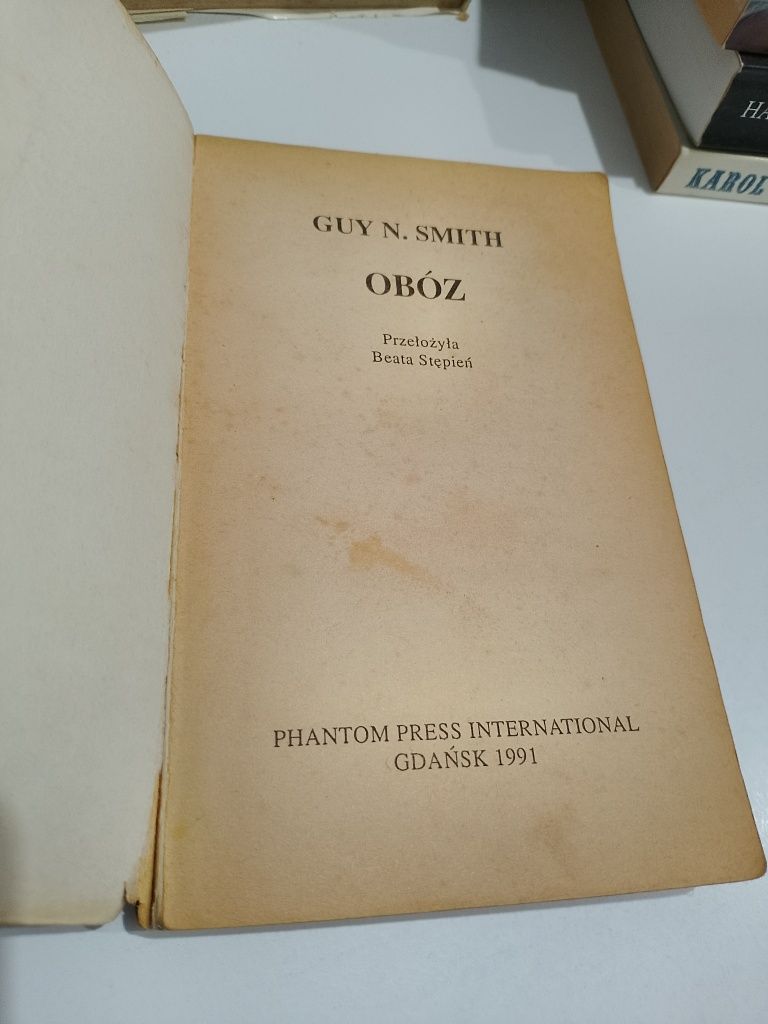 GUY N. SMITH
OBÓZ
Przełożyła
Beata Stępień
PHANTOM PRESS INTERNATIONAL
GDAŃSK 1991
KAROL